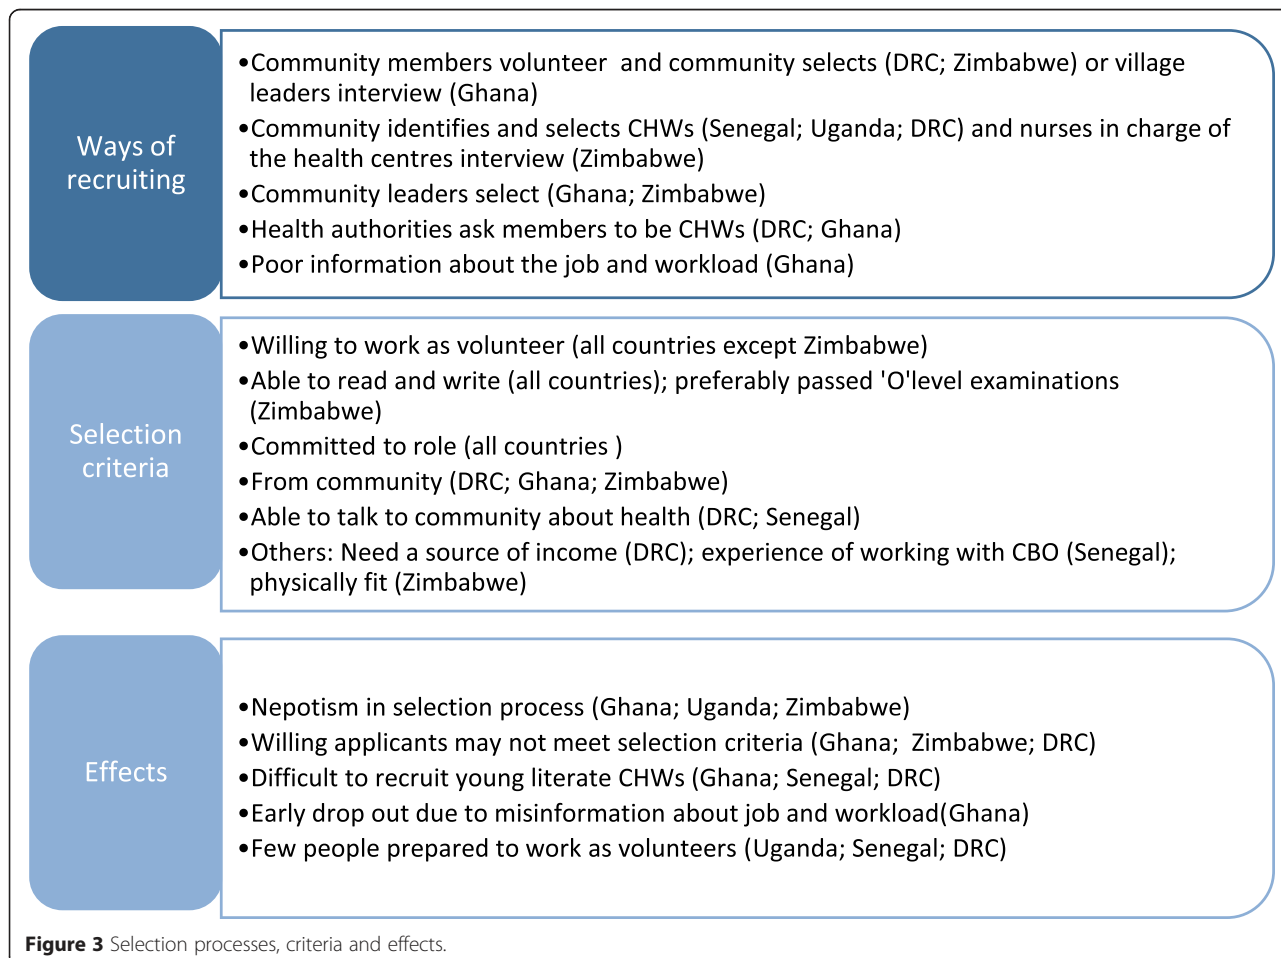 Ways of
recruiting
•Community members volunteer  and community selects (DRC; Zimbabwe) or village
leaders interview (Ghana)
•Community identifies and selects CHWs (Senegal; Uganda; DRC) and nurses in charge of
the health centres interview (Zimbabwe)
•Community leaders select (Ghana; Zimbabwe)
•Health authorities ask members to be CHWs (DRC; Ghana)
•Poor information about the job and workload (Ghana)
Selection
criteria
•Willing to work as volunteer (all countries except Zimbabwe)
•Able to read and write (all countries); preferably passed 'O'level examinations
(Zimbabwe)
•Committed to role (all countries )
•From community (DRC; Ghana; Zimbabwe)
•Able to talk to community about health (DRC; Senegal)
•Others: Need a source of income (DRC); experience of working with CBO (Senegal);
physically fit (Zimbabwe)
Effects
•Nepotism in selection process (Ghana; Uganda; Zimbabwe)
•Willing applicants may not meet selection criteria (Ghana;  Zimbabwe; DRC)
•Difficult to recruit young literate CHWs (Ghana; Senegal; DRC)
•Early drop out due to misinformation about job and workload(Ghana)
•Few people prepared to work as volunteers (Uganda; Senegal; DRC)
Figure 3 Selection processes, criteria and effects.